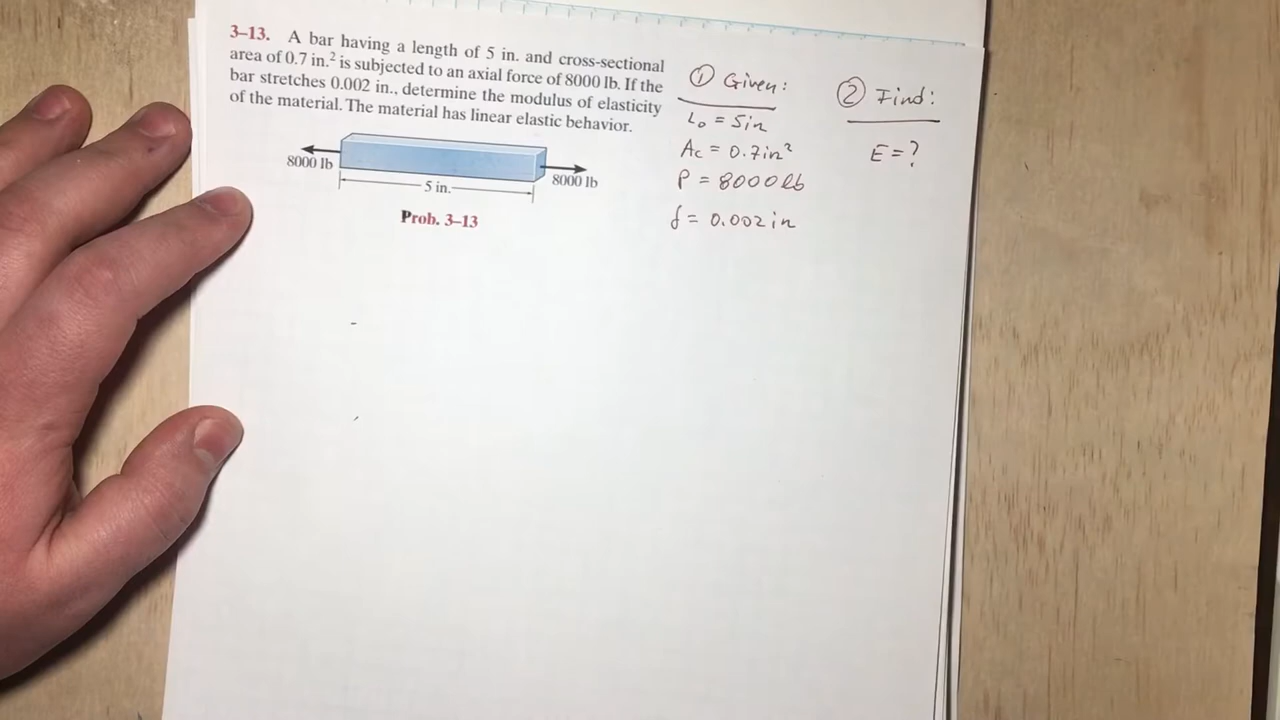 3–13. A bar having a length of 5 in. and cross-sectional
area of 0.7 in.² is subjected to an axial force of 8000 lb. If the
bar stretches 0.002 in., determine the modulus of elasticity
of the material. The material has linear elastic behavior.
8000 lb
8000 lb
5 in.
Prob. 3–13
① Given:
L₀ = 5in
Ac = 0.7in²
P = 8000lb
δ = 0.002in
② Find:
E = ?